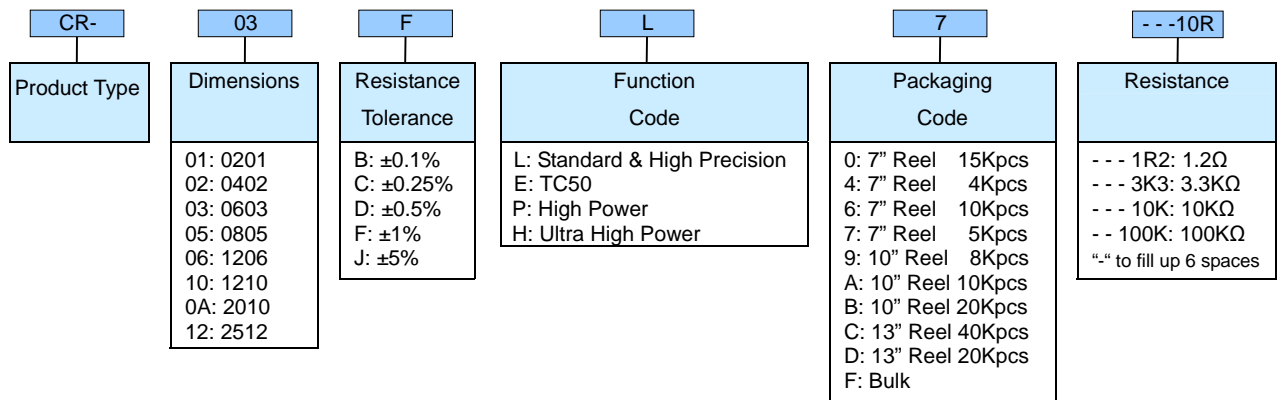 CR- 03 F L 7 - - -10R
Product Type
Dimensions
01: 0201
02: 0402
03: 0603
05: 0805
06: 1206
10: 1210
0A: 2010
12: 2512
Resistance
Tolerance
B: ±0.1%
C: ±0.25%
D: ±0.5%
F: ±1%
J: ±5%
Function
Code
L: Standard & High Precision
E: TC50
P: High Power
H: Ultra High Power
Packaging
Code
0: 7” Reel 15Kpcs
4: 7” Reel 4Kpcs
6: 7” Reel 10Kpcs
7: 7” Reel 5Kpcs
9: 10” Reel 8Kpcs
A: 10” Reel 10Kpcs
B: 10” Reel 20Kpcs
C: 13” Reel 40Kpcs
D: 13” Reel 20Kpcs
F: Bulk
Resistance
- - - 1R2: 1.2Ω
- - - 3K3: 3.3KΩ
- - - 10K: 10KΩ
- - 100K: 100KΩ
“-“ to fill up 6 spaces